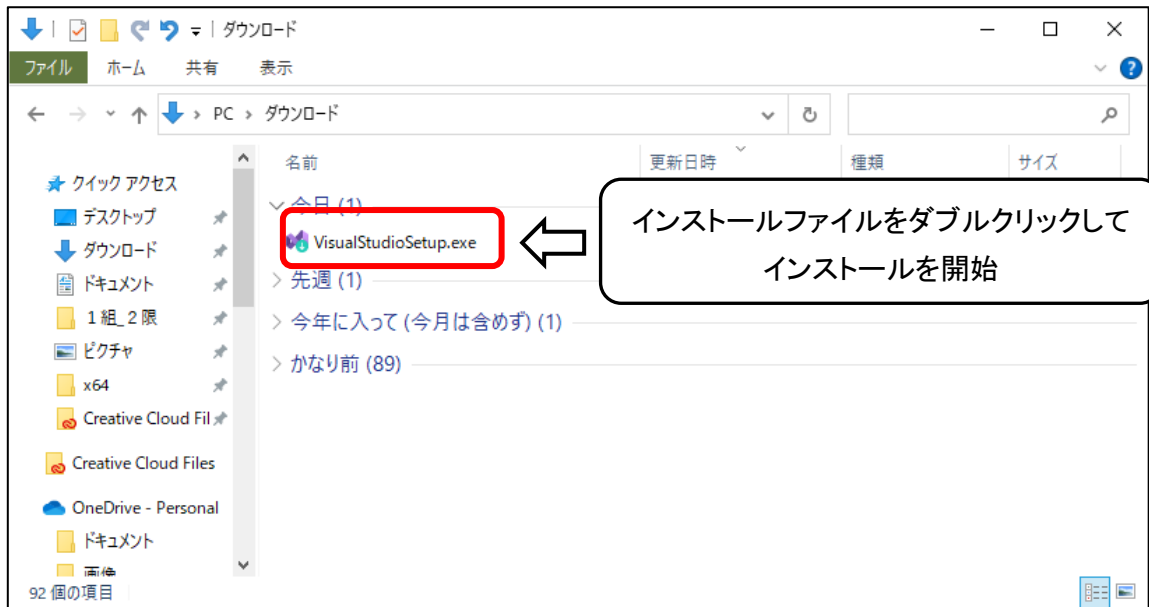 ダウンロード
ファイル ホーム 共有 表示
PC ダウンロード
名前 更新日時 種類 サイズ
クイック アクセス
デスクトップ
ダウンロード
ドキュメント
１組_２限
ピクチャ
x64
Creative Cloud Fil
Creative Cloud Files
OneDrive - Personal
ドキュメント
画像
今日 (1)
VisualStudioSetup.exe
インストールファイルをダブルクリックして
インストールを開始
先週 (1)
今年に入って (今月は含めず) (1)
かなり前 (89)
92 個の項目